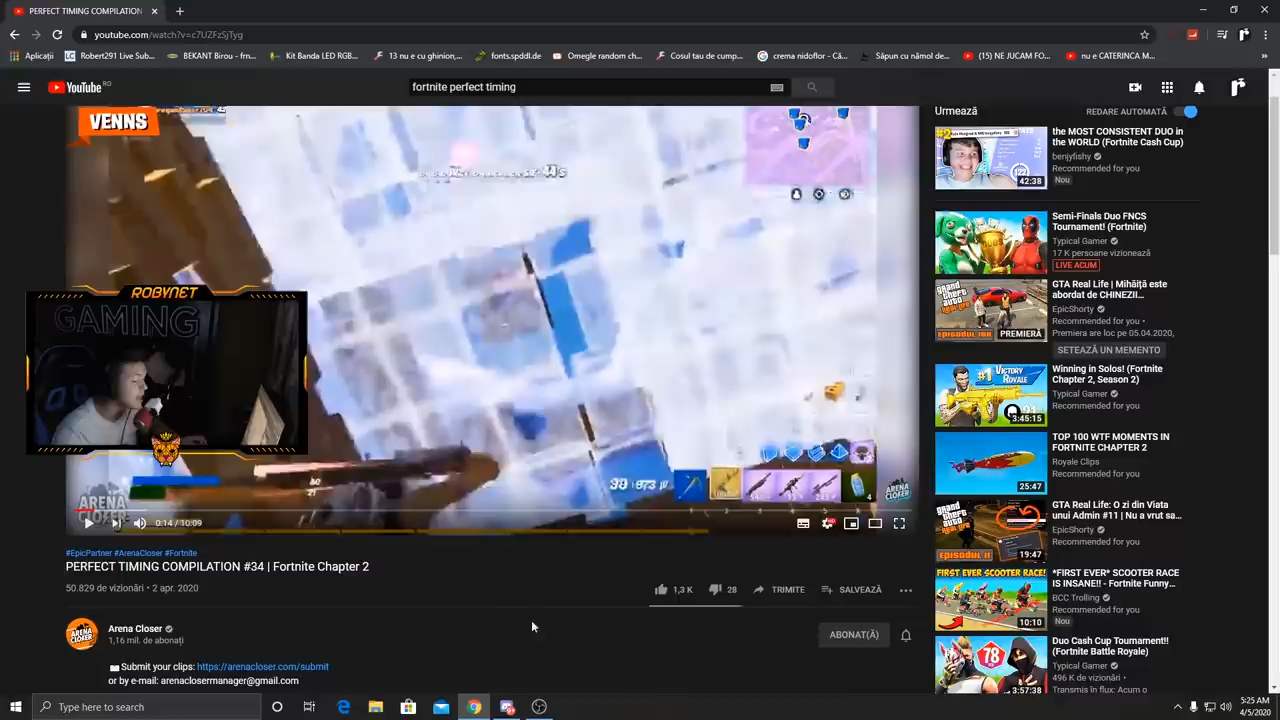 PERFECT TIMING COMPILATION
youtube.com/watch?v=c7UZFzSjTyg
Aplicații
Robert291 Live Sub...
BEKANT Birou - frn...
Kit Banda LED RGB...
13 nu e cu ghinion,...
fonts.spddl.de
Omegle random ch...
Cosul tau de cump...
crema nidoflor - Că...
Săpun cu nămol de...
(15) NE JUCAM FO...
nu e CATERINCA M...
YouTube RO
fortnite perfect timing
VENNS
ROBYNET
GAMING
ARENA CLOSER
0:14 / 10:09
#EpicPartner #ArenaCloser #Fortnite
PERFECT TIMING COMPILATION #34 | Fortnite Chapter 2
50.829 de vizionări • 2 apr. 2020
1,3 K
28
TRIMITE
SALVEAZĂ
Arena Closer
1,16 mil. de abonați
ABONAT(Ă)
Submit your clips: https://arenacloser.com/submit
or by e-mail: arenaclosermanager@gmail.com
Urmează
REDARE AUTOMATĂ
#2
122
42:38
the MOST CONSISTENT DUO in
the WORLD (Fortnite Cash Cup)
benjyfishy
Recommended for you
Nou
Semi-Finals Duo FNCS
Tournament! (Fortnite)
Typical Gamer
17 K persoane vizionează
LIVE ACUM
PREMIERĂ
GTA Real Life | Mihăiță este
abordat de CHINEZII...
EpicShorty
Recommended for you •
Premiera are loc pe 05.04.2020,
SETEAZĂ UN MEMENTO
#1 VICTORY ROYALE
3:45:15
Winning in Solos! (Fortnite
Chapter 2, Season 2)
Typical Gamer
Recommended for you
25:47
TOP 100 WTF MOMENTS IN
FORTNITE CHAPTER 2
Royale Clips
Recommended for you
EPISODUL II
19:47
GTA Real Life: O zi din Viata
unui Admin #11 | Nu a vrut sa...
EpicShorty
Recommended for you
FIRST EVER SCOOTER RACE!
10:10
*FIRST EVER* SCOOTER RACE
IS INSANE!! - Fortnite Funny...
BCC Trolling
Recommended for you
Nou
78
3:57:38
Duo Cash Cup Tournament!!
(Fortnite Battle Royale)
Typical Gamer
496 K de vizionări •
Transmis în flux: Acum o
Type here to search
5:25 AM
4/5/2020